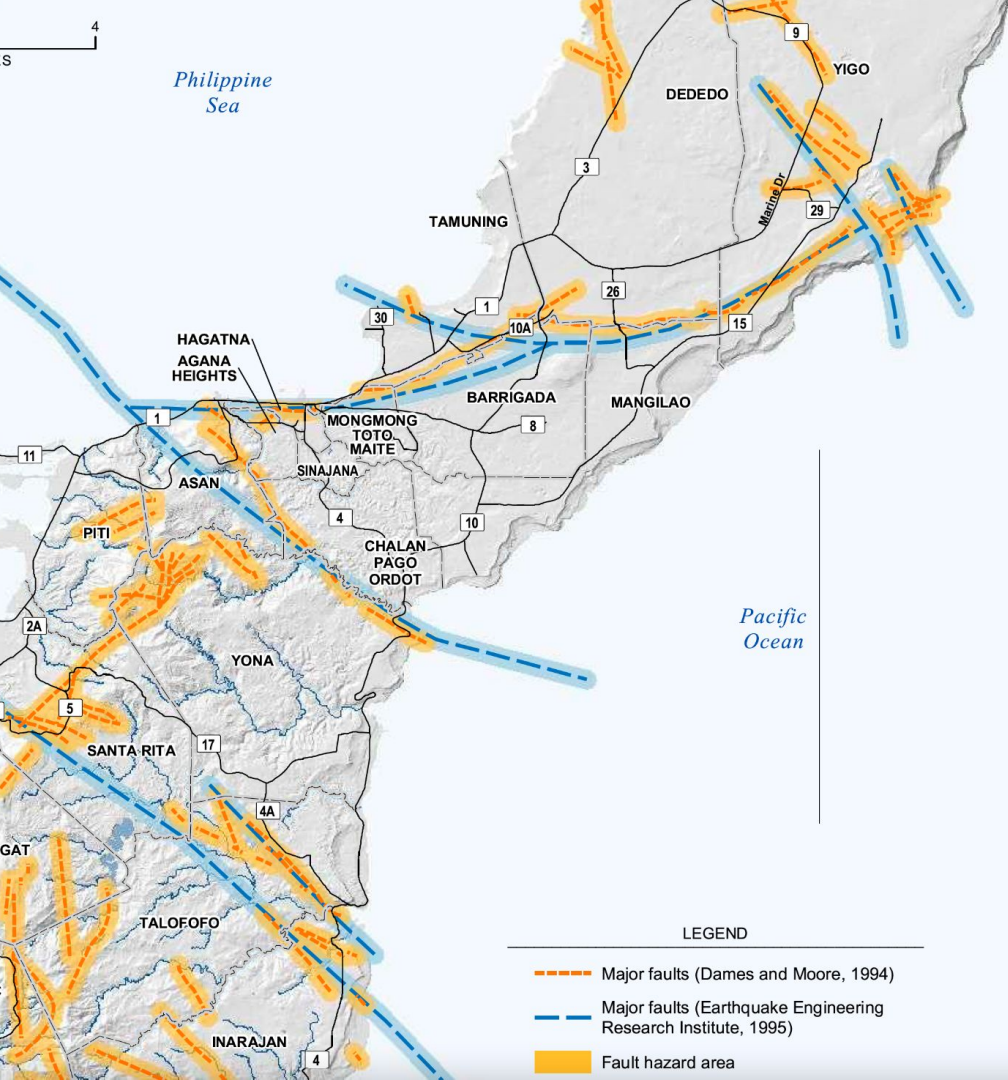 4
S
9
YIGO
Philippine
Sea
DEDEDO
3
Marine Dr
29
TAMUNING
26
1
30
10A
15
HAGATNA
AGANA
HEIGHTS
BARRIGADA
MANGILAO
1
MONGMONG
TOTO
MAITE
8
11
SINAJANA
ASAN
4
10
PITI
CHALAN
PAGO
ORDOT
Pacific
Ocean
2A
YONA
5
17
SANTA RITA
4A
GAT
TALOFOFO
LEGEND
Major faults (Dames and Moore, 1994)
Major faults (Earthquake Engineering
Research Institute, 1995)
INARAJAN
4
Fault hazard area